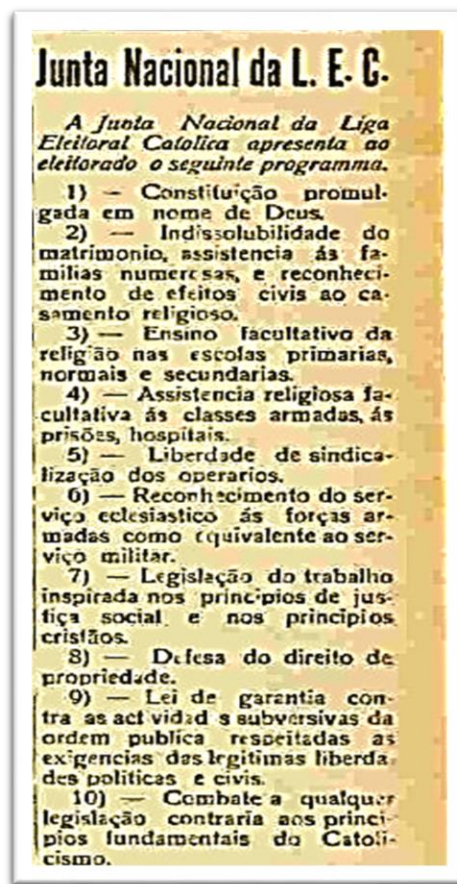 Junta Nacional da L. E. C.
A Junta Nacional da Liga
Eleitoral Catolica apresenta ao
eleitorado o seguinte programma.
1) — Constituição promul-
gada em nome de Deus.
2) — Indissolubilidade do
matrimonio, assistencia ás fa-
milias numerosas, e reconheci-
mento de efeitos civis ao ca-
samento religioso.
3) — Ensino facultativo da
religião nas escolas primarias,
normais e secundarias.
4) — Assistencia religiosa fa-
cultativa ás classes armadas, ás
prisões, hospitais.
5) — Liberdade de sindica-
lização dos operarios.
6) — Reconhecimento do ser-
viço eclesiastico ás forças ar-
madas como equivalente ao ser-
viço militar.
7) — Legislação do trabalho
inspirada nos principios de jus-
tiça social e nos principios
cristãos.
8) — Defesa do direito de
propriedade.
9) — Lei de garantia con-
tra as act vidad s subversivas da
ordem publica respeitadas as
exigencias das legitimas liberda
des politicas e civis.
10) — Combate a qualquer
legislação contraria aos princi-
pios fundamentais do Catoli-
cismo.